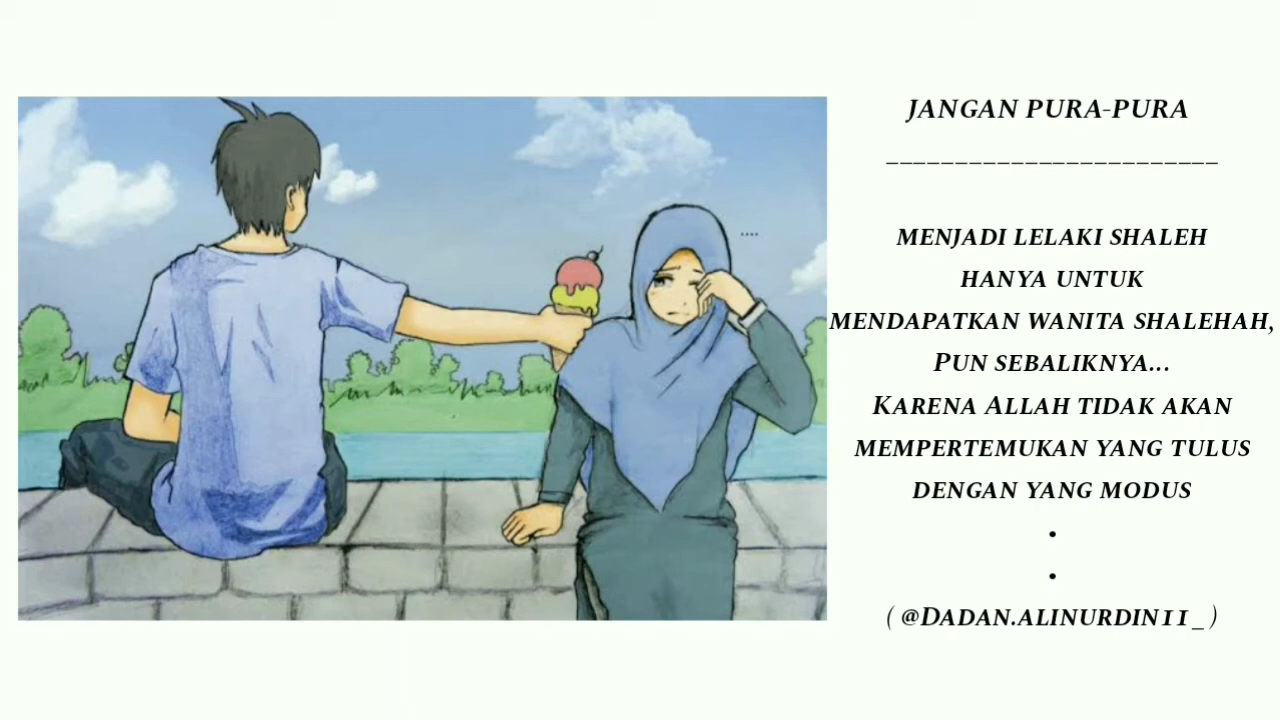 JANGAN PURA-PURA
________________________
MENJADI LELAKI SHALEH
HANYA UNTUK
MENDAPATKAN WANITA SHALEHAH,
PUN SEBALIKNYA...
KARENA ALLAH TIDAK AKAN
MEMPERTEMUKAN YANG TULUS
DENGAN YANG MODUS
•
•
( @DADAN.ALINURDIN11_)
....